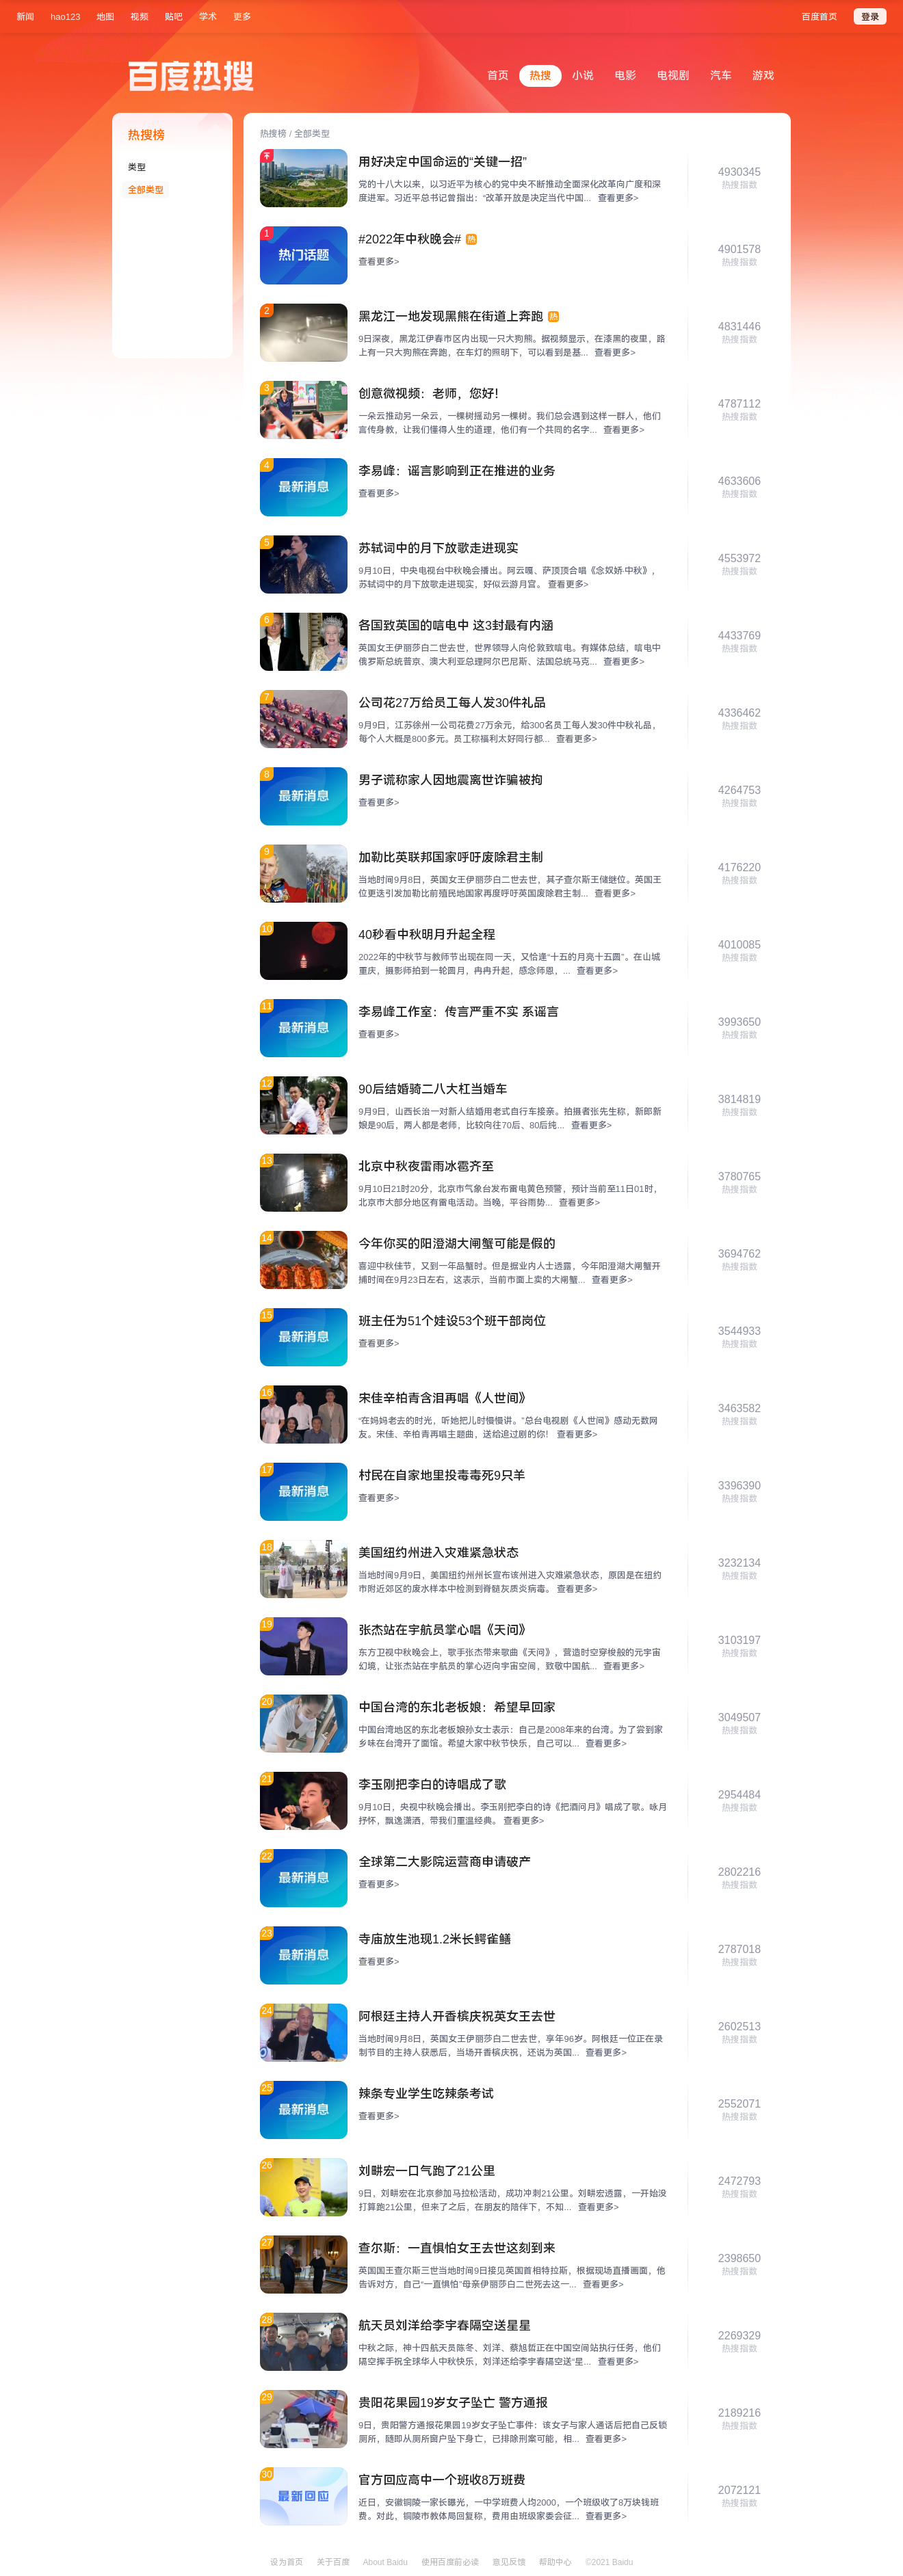 新闻 hao123 地图 视频 贴吧 学术 更多 百度首页 登录
百度热搜
首页 热搜 小说 电影 电视剧 汽车 游戏
热搜榜
类型
全部类型
热搜榜 / 全部类型
用好决定中国命运的“关键一招”
党的十八大以来，以习近平为核心的党中央不断推动全面深化改革向广度和深
度进军。习近平总书记曾指出：“改革开放是决定当代中国... 查看更多>
4930345
热搜指数
1
热门话题
#2022年中秋晚会# 热
查看更多>
4901578
热搜指数
2
黑龙江一地发现黑熊在街道上奔跑 热
9日深夜，黑龙江伊春市区内出现一只大狗熊。据视频显示，在漆黑的夜里，路
上有一只大狗熊在奔跑，在车灯的照明下，可以看到是基... 查看更多>
4831446
热搜指数
3
创意微视频：老师，您好！
一朵云推动另一朵云，一棵树摇动另一棵树。我们总会遇到这样一群人，他们
言传身教，让我们懂得人生的道理，他们有一个共同的名字... 查看更多>
4787112
热搜指数
4
最新消息
李易峰：谣言影响到正在推进的业务
查看更多>
4633606
热搜指数
5
苏轼词中的月下放歌走进现实
9月10日，中央电视台中秋晚会播出。阿云嘎、萨顶顶合唱《念奴娇·中秋》，
苏轼词中的月下放歌走进现实，好似云游月宫。 查看更多>
4553972
热搜指数
6
各国致英国的唁电中 这3封最有内涵
英国女王伊丽莎白二世去世，世界领导人向伦敦致唁电。有媒体总结，唁电中
俄罗斯总统普京、澳大利亚总理阿尔巴尼斯、法国总统马克... 查看更多>
4433769
热搜指数
7
公司花27万给员工每人发30件礼品
9月9日，江苏徐州一公司花费27万余元，给300名员工每人发30件中秋礼品，
每个人大概是800多元。员工称福利太好同行都... 查看更多>
4336462
热搜指数
8
最新消息
男子谎称家人因地震离世诈骗被拘
查看更多>
4264753
热搜指数
9
加勒比英联邦国家呼吁废除君主制
当地时间9月8日，英国女王伊丽莎白二世去世，其子查尔斯王储继位。英国王
位更迭引发加勒比前殖民地国家再度呼吁英国废除君主制... 查看更多>
4176220
热搜指数
10
40秒看中秋明月升起全程
2022年的中秋节与教师节出现在同一天，又恰逢“十五的月亮十五圆”。在山城
重庆，摄影师拍到一轮圆月，冉冉升起，感念师恩，... 查看更多>
4010085
热搜指数
11
最新消息
李易峰工作室：传言严重不实 系谣言
查看更多>
3993650
热搜指数
12
90后结婚骑二八大杠当婚车
9月9日，山西长治一对新人结婚用老式自行车接亲。拍摄者张先生称，新郎新
娘是90后，两人都是老师，比较向往70后、80后纯... 查看更多>
3814819
热搜指数
13
北京中秋夜雷雨冰雹齐至
9月10日21时20分，北京市气象台发布雷电黄色预警，预计当前至11日01时，
北京市大部分地区有雷电活动。当晚，平谷雨势... 查看更多>
3780765
热搜指数
14
今年你买的阳澄湖大闸蟹可能是假的
喜迎中秋佳节，又到一年品蟹时。但是据业内人士透露，今年阳澄湖大闸蟹开
捕时间在9月23日左右，这表示，当前市面上卖的大闸蟹... 查看更多>
3694762
热搜指数
15
最新消息
班主任为51个娃设53个班干部岗位
查看更多>
3544933
热搜指数
16
宋佳辛柏青含泪再唱《人世间》
“在妈妈老去的时光，听她把儿时慢慢讲。”总台电视剧《人世间》感动无数网
友。宋佳、辛柏青再唱主题曲，送给追过剧的你！ 查看更多>
3463582
热搜指数
17
最新消息
村民在自家地里投毒毒死9只羊
查看更多>
3396390
热搜指数
18
美国纽约州进入灾难紧急状态
当地时间9月9日，美国纽约州州长宣布该州进入灾难紧急状态，原因是在纽约
市附近郊区的废水样本中检测到脊髓灰质炎病毒。 查看更多>
3232134
热搜指数
19
张杰站在宇航员掌心唱《天问》
东方卫视中秋晚会上，歌手张杰带来歌曲《天问》，营造时空穿梭般的元宇宙
幻境，让张杰站在宇航员的掌心迈向宇宙空间，致敬中国航... 查看更多>
3103197
热搜指数
20
中国台湾的东北老板娘：希望早回家
中国台湾地区的东北老板娘孙女士表示：自己是2008年来的台湾。为了尝到家
乡味在台湾开了面馆。希望大家中秋节快乐，自己可以... 查看更多>
3049507
热搜指数
21
李玉刚把李白的诗唱成了歌
9月10日，央视中秋晚会播出。李玉刚把李白的诗《把酒问月》唱成了歌。咏月
抒怀，飘逸潇洒，带我们重温经典。 查看更多>
2954484
热搜指数
22
最新消息
全球第二大影院运营商申请破产
查看更多>
2802216
热搜指数
23
最新消息
寺庙放生池现1.2米长鳄雀鳝
查看更多>
2787018
热搜指数
24
阿根廷主持人开香槟庆祝英女王去世
当地时间9月8日，英国女王伊丽莎白二世去世，享年96岁。阿根廷一位正在录
制节目的主持人获悉后，当场开香槟庆祝，还说为英国... 查看更多>
2602513
热搜指数
25
最新消息
辣条专业学生吃辣条考试
查看更多>
2552071
热搜指数
26
刘畊宏一口气跑了21公里
9日，刘畊宏在北京参加马拉松活动，成功冲刺21公里。刘畊宏透露，一开始没
打算跑21公里，但来了之后，在朋友的陪伴下，不知... 查看更多>
2472793
热搜指数
27
查尔斯：一直惧怕女王去世这刻到来
英国国王查尔斯三世当地时间9日接见英国首相特拉斯，根据现场直播画面，他
告诉对方，自己“一直惧怕”母亲伊丽莎白二世死去这一... 查看更多>
2398650
热搜指数
28
航天员刘洋给李宇春隔空送星星
中秋之际，神十四航天员陈冬、刘洋、蔡旭哲正在中国空间站执行任务，他们
隔空挥手祝全球华人中秋快乐，刘洋还给李宇春隔空送“星... 查看更多>
2269329
热搜指数
29
贵阳花果园19岁女子坠亡 警方通报
9日，贵阳警方通报花果园19岁女子坠亡事件：该女子与家人通话后把自己反锁
厕所，随即从厕所窗户坠下身亡，已排除刑案可能，相... 查看更多>
2189216
热搜指数
30
最新回应
官方回应高中一个班收8万班费
近日，安徽铜陵一家长曝光，一中学班费人均2000，一个班级收了8万块钱班
费。对此，铜陵市教体局回复称，费用由班级家委会征... 查看更多>
2072121
热搜指数
设为首页 关于百度 About Baidu 使用百度前必读 意见反馈 帮助中心 ©2021 Baidu